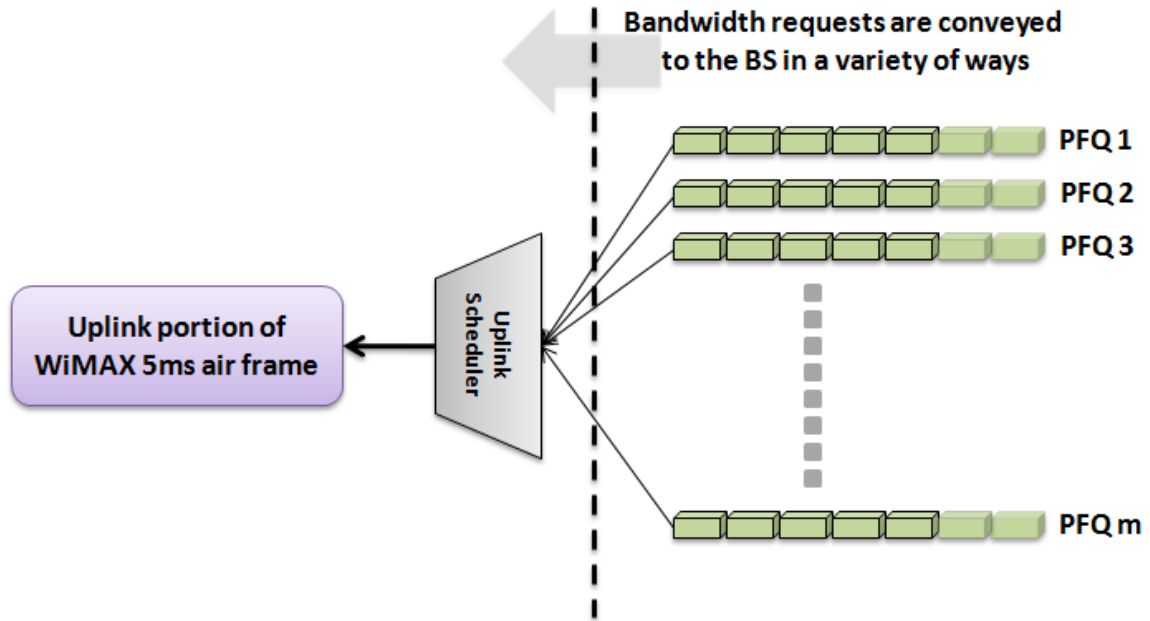 Bandwidth requests are conveyed
to the BS in a variety of ways
PFQ 1
PFQ 2
PFQ 3
Uplink
Scheduler
Uplink portion of
WiMAX 5ms air frame
PFQ m